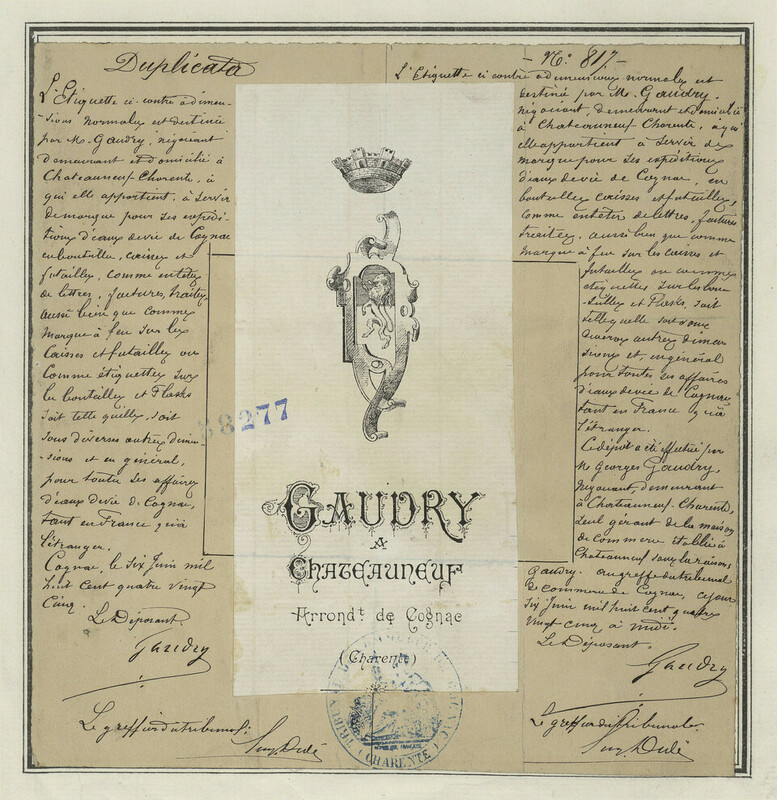 Duplicata
L'Etiquette ci contre a dimen-
sions normales est destinée
par M. Gaudry, négociant
demeurant et domicilié à
Chateauneuf Charente, à
qui elle appartient, à servir
de marque pour ses expédi-
tions d'eaux de vie de Cognac
en bouteilles, caisses et
futailles, comme entêtes
de lettres, factures, traites,
aussi bien que comme
marque à feu sur les
Caisses et futailles ou
Comme étiquettes sur
les bouteilles et Flasks
soit telle quelle, soit
sous diverses autres dimen-
-sions et en général,
pour toutes ses affaires
d'eaux de vie de Cognac,
tant en France qu'à
l'étranger.
Cognac, le six Juin mil
huit cent quatre vingt
cinq.
Le Déposant
Gaudry
Le greffier du tribunal:
38277
GAUDRY
A
CHATEAUNEUF
Arrondt. de Cognac
(Charente)
TRIBUNAL DE COMMERCE DE COGNAC
(CHARENTE)
- No. 817 -
L'Etiquette ci contre a dimensions normales est
destinée par M. Gaudry,
négociant, demeurant et domicilié
à Chateauneuf Charente, à qui
elle appartient à servir de
marque pour ses expéditions
d'eaux de vie de Cognac, en
bouteilles caisses et futailles,
comme entête de lettres, factures
traites, aussi bien que comme
marque à feu sur les caisses et
futailles ou comme
étiquettes sur les bou-
-teilles et Flasks, soit
telle quelle soit sous
diverses autres dimen
sions et, en général
pour toutes ses affaires
d'eaux de vie de Cognac
tant en France qu'à
l'étranger.
Ce dépot a été effectué par
M. Georges Gaudry,
négociant, demeurant
à Chateauneuf-Charente,
seul gérant de la maison
de commerce établie à
Chateauneuf sous la raison,
Gaudry. au greffe du tribunal
de commerce de Cognac, ce jour
six Juin mil huit cent quatre
vingt cinq à midi.
Le Déposant.
Gaudry
Le greffier du Tribunal